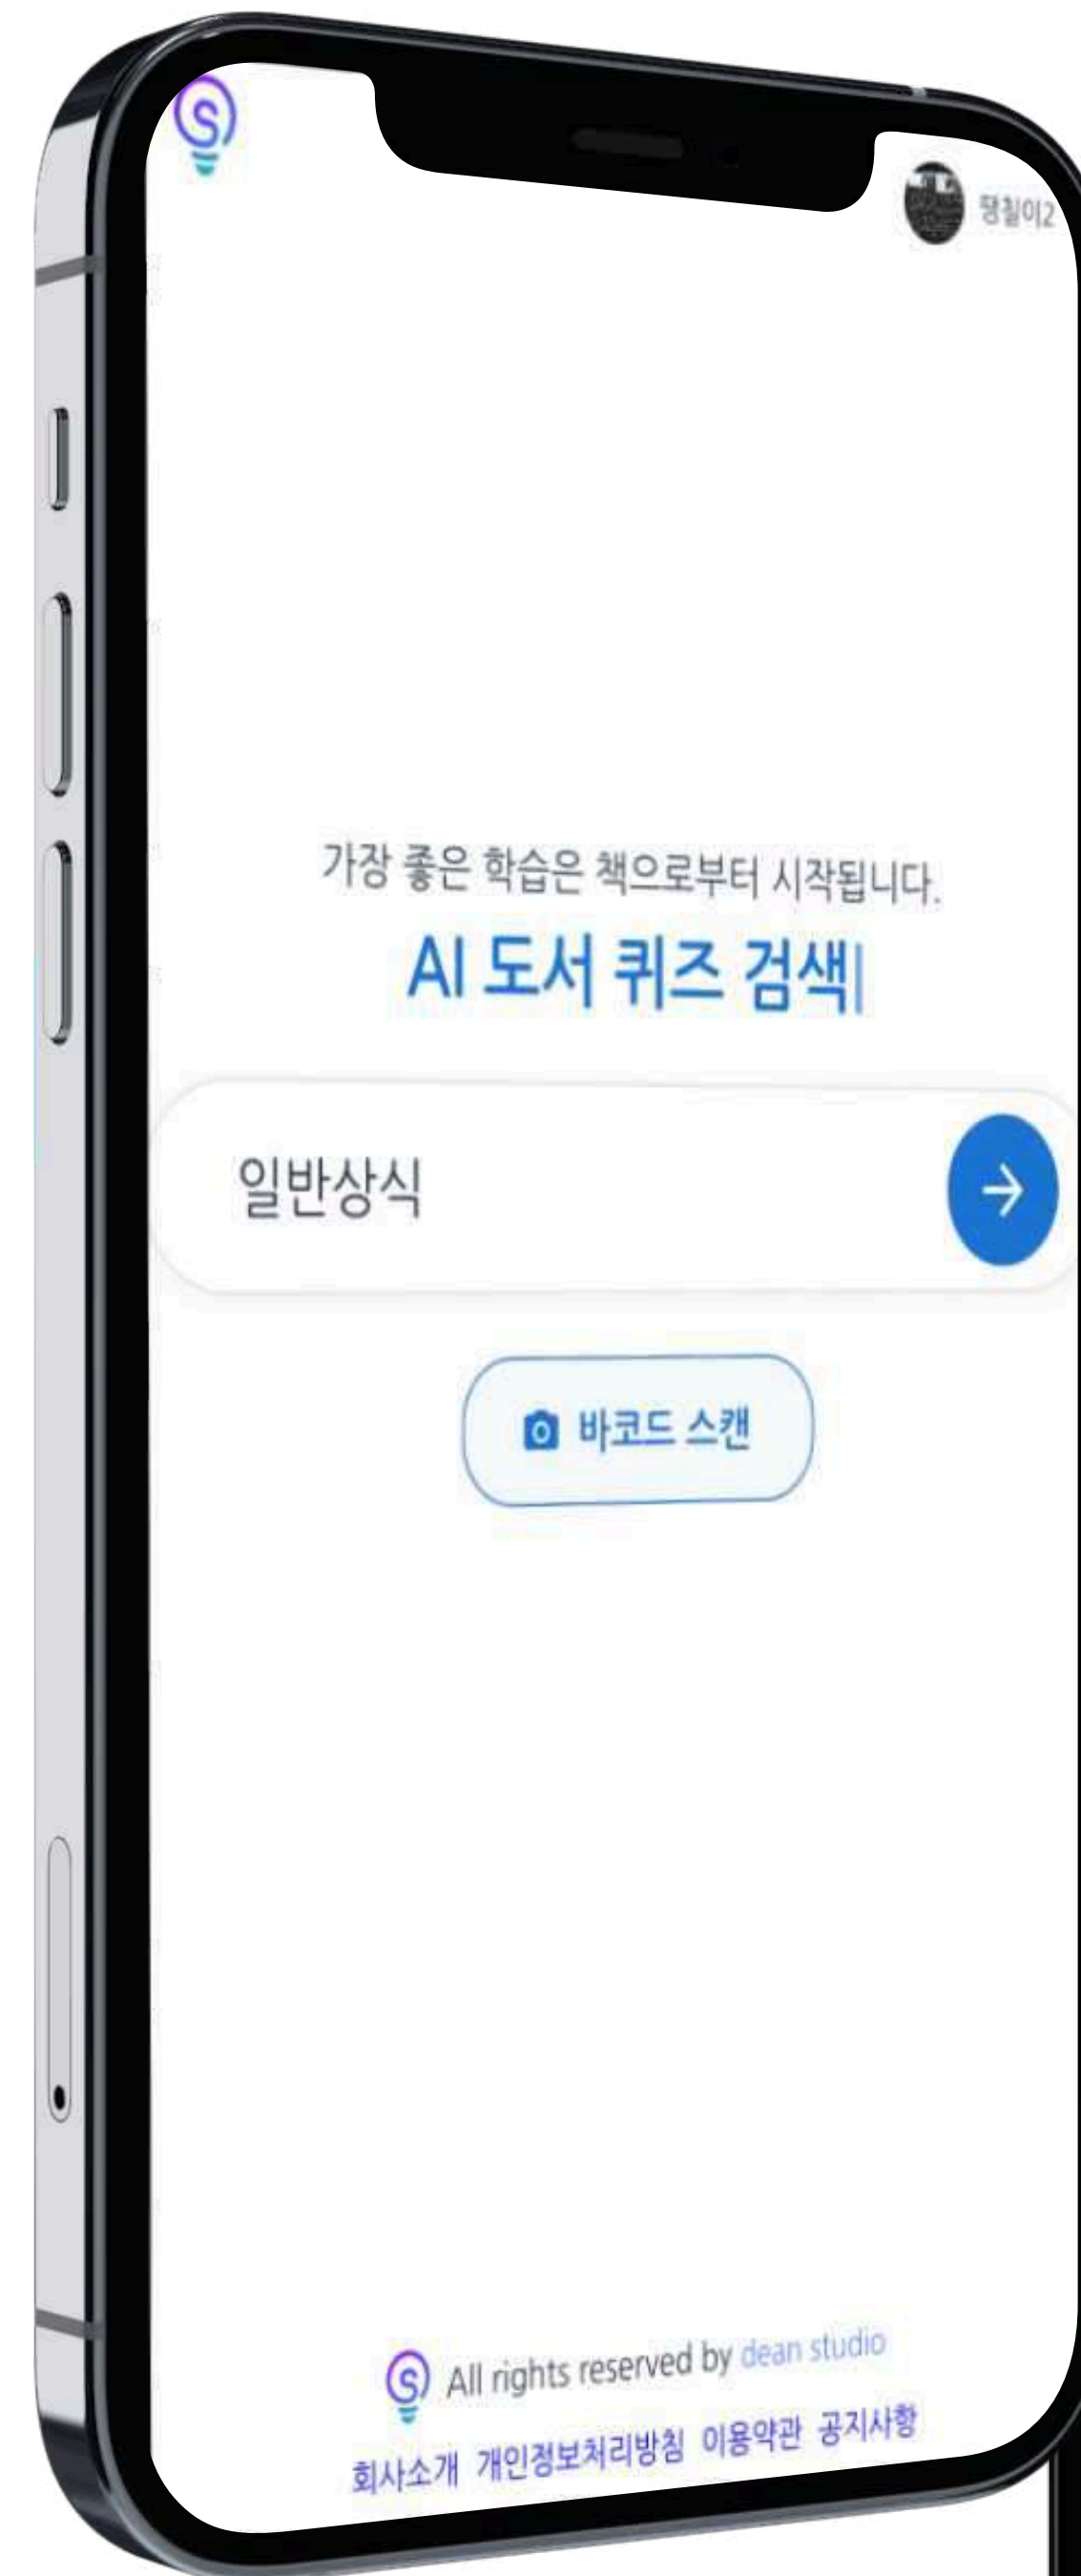 땡칠이2
가장 좋은 학습은 책으로부터 시작됩니다.
AI 도서 퀴즈 검색
일반상식
바코드 스캔
All rights reserved by dean studio
회사소개 개인정보처리방침 이용약관 공지사항